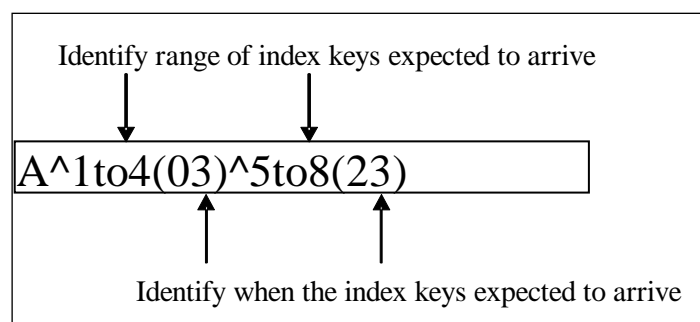 Identify range of index keys expected to arrive
A^1to4(03)^5to8(23)
Identify when the index keys expected to arrive